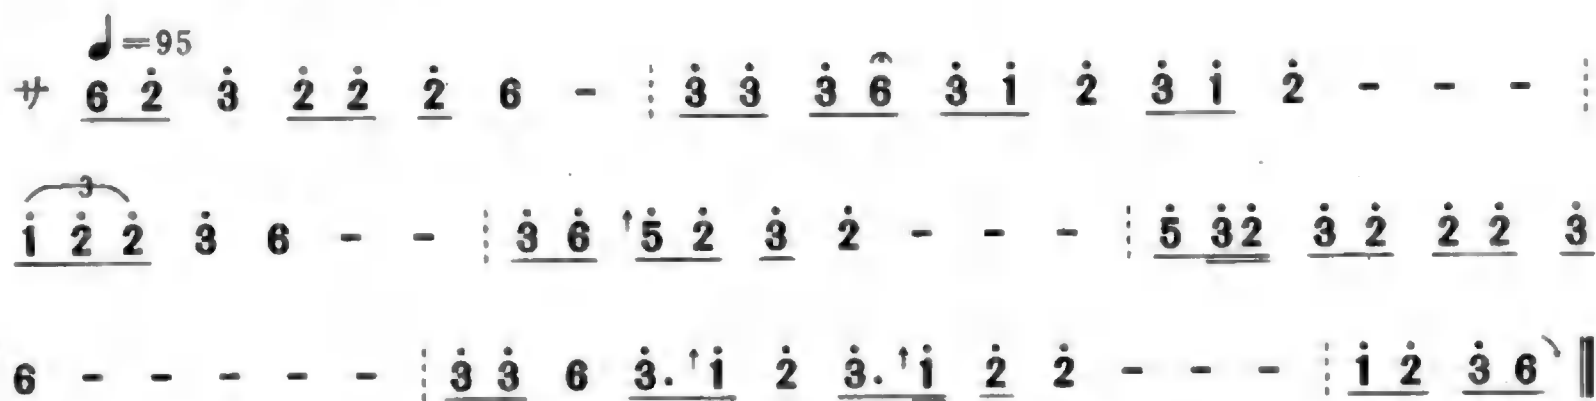 ♩=95
サ 6 2̇ 3̇ 2̇ 2̇ 2̇ 6 - ┊ 3̇ 3̇ 3̇ 6̇ 3̇ 1̇ 2̇ 3̇ 1̇ 2̇ - - - ┊
3
1̇ 2̇ 2̇ 3̇ 6 - - ┊ 3̇ 6̇ ↑5̇ 2̇ 3̇ 2̇ - - - ┊ 5̇ 3̇ 2̇ 3̇ 2̇ 2̇ 2̇ 3̇
6 - - - - - ┊ 3̇ 3̇ 6 3̇. ↑1̇ 2̇ 3̇. ↑1̇ 2̇ 2̇ - - - ┊ 1̇ 2̇ 3̇ 6 ‖